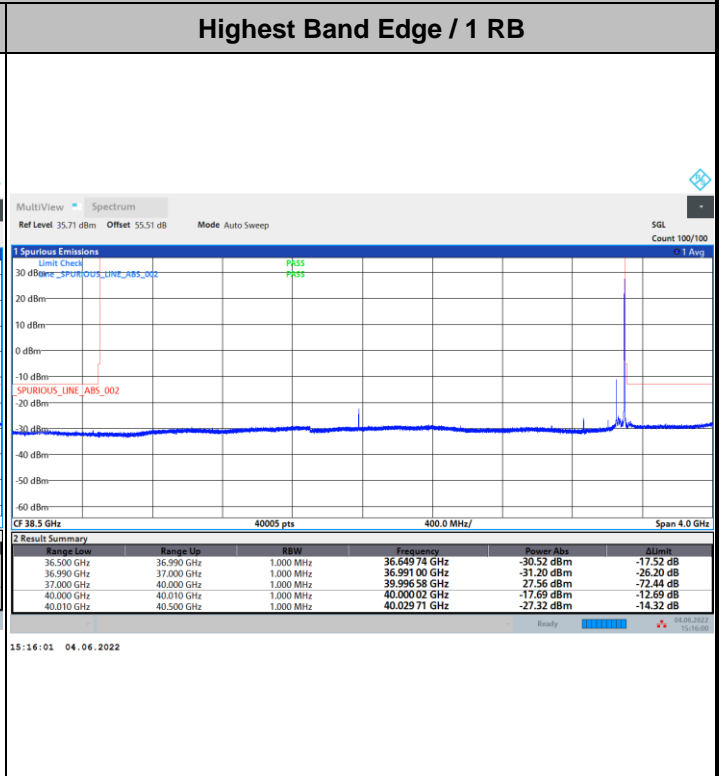 Highest Band Edge / 1 RB
MultiView Spectrum
Ref Level 35.71 dBm Offset 55.51 dB Mode Auto Sweep SGL
Count 100/100
1 Spurious Emissions 1 Avg
Limit Check PASS
30 dBm Line _SPURIOUS_LINE_ABS_002 PASS
20 dBm
10 dBm
0 dBm
-10 dBm
_SPURIOUS_LINE_ABS_002
-20 dBm
-30 dBm
-40 dBm
-50 dBm
-60 dBm
CF 38.5 GHz 40005 pts 400.0 MHz/ Span 4.0 GHz
2 Result Summary
Range Low Range Up RBW Frequency Power Abs ΔLimit
36.500 GHz 36.990 GHz 1.000 MHz 36.649 74 GHz -30.52 dBm -17.52 dB
36.990 GHz 37.000 GHz 1.000 MHz 36.991 00 GHz -31.20 dBm -26.20 dB
37.000 GHz 40.000 GHz 1.000 MHz 39.996 58 GHz 27.56 dBm -72.44 dB
40.000 GHz 40.010 GHz 1.000 MHz 40.000 02 GHz -17.69 dBm -12.69 dB
40.010 GHz 40.500 GHz 1.000 MHz 40.029 71 GHz -27.32 dBm -14.32 dB
Ready 04.06.2022
15:16:00
15:16:01 04.06.2022